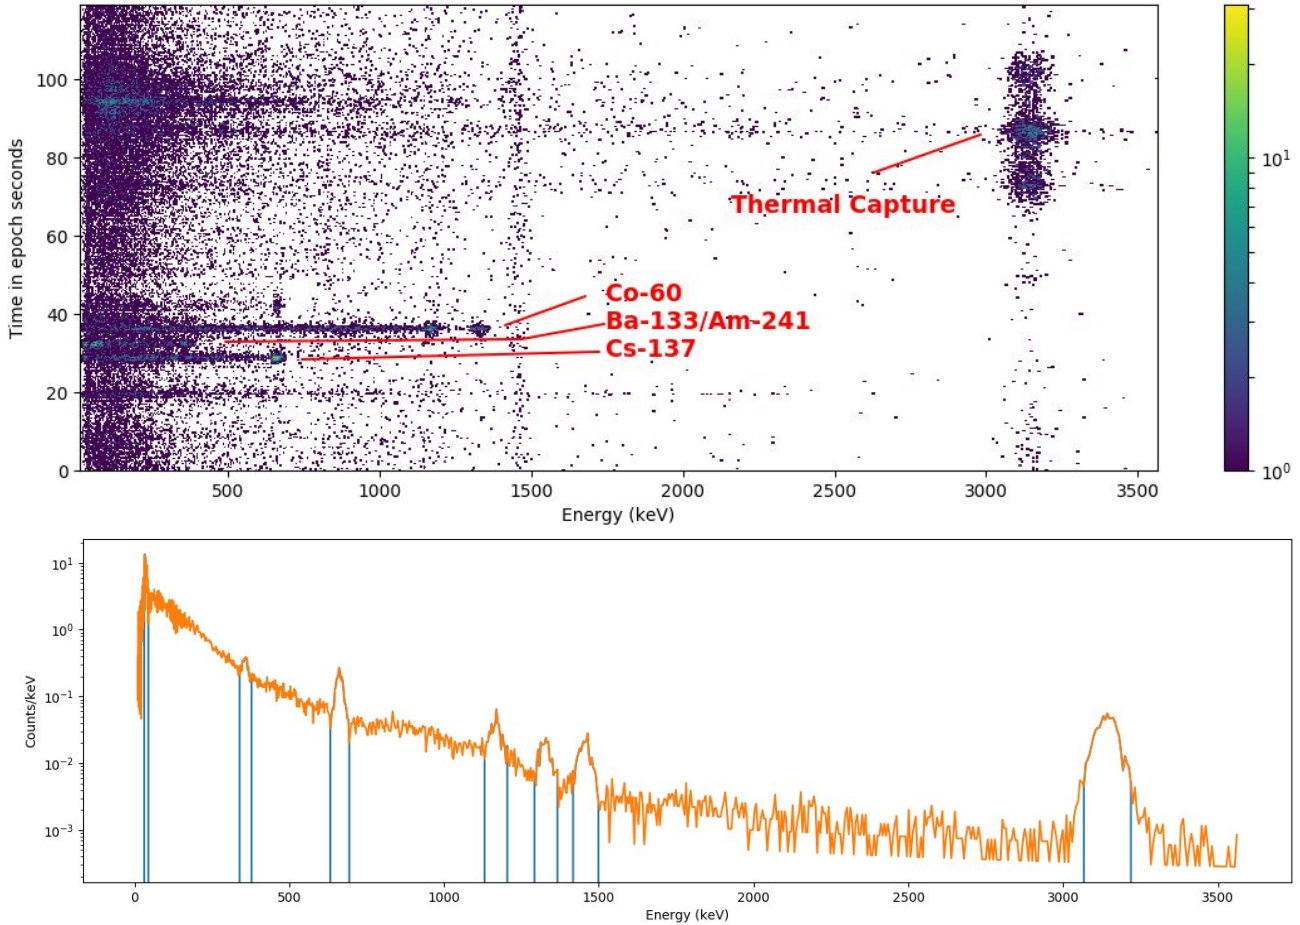 100
80
60
40
20
0
Time in epoch seconds
Thermal Capture
Co-60
Ba-133/Am-241
Cs-137
500 1000 1500 2000 2500 3000 3500
Energy (keV)
10¹
10⁰
10¹
10⁰
10⁻¹
10⁻²
10⁻³
Counts/keV
0 500 1000 1500 2000 2500 3000 3500
Energy (keV)